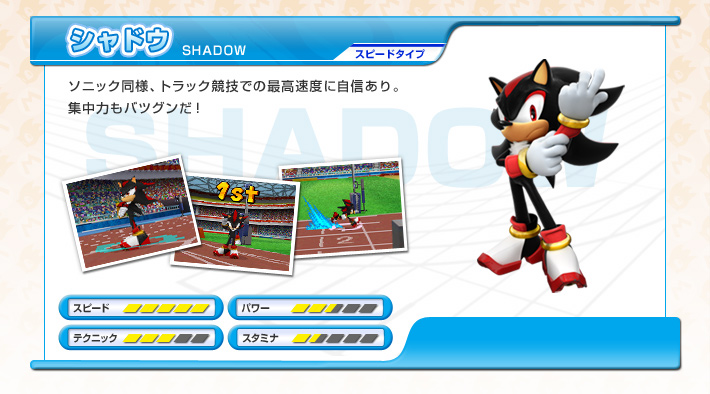 シャドウ SHADOW
スピードタイプ
ソニック同様、トラック競技での最高速度に自信あり。
集中力もバツグンだ！
SHADOW
1st
2
スピード
パワー
テクニック
スタミナ